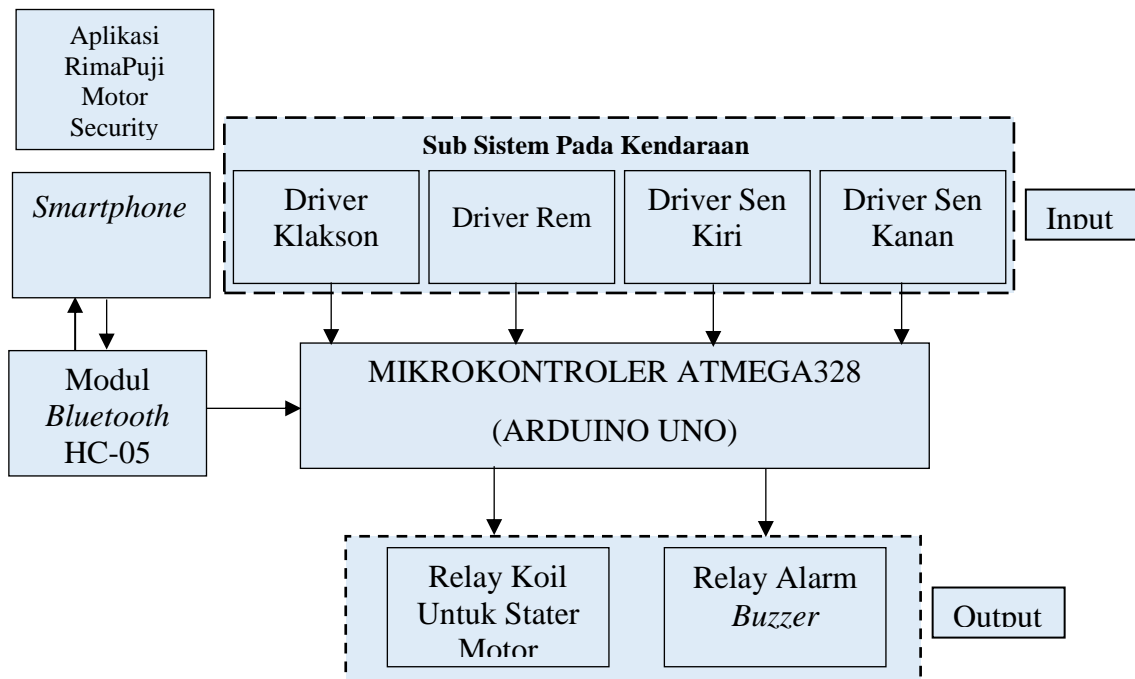 Aplikasi
RimaPuji
Motor
Security
Sub Sistem Pada Kendaraan
Smartphone
Driver
Klakson
Driver Rem
Driver Sen
Kiri
Driver Sen
Kanan
Input
Modul
Bluetooth
HC-05
MIKROKONTROLER ATMEGA328
(ARDUINO UNO)
Relay Koil
Untuk Stater
Motor
Relay Alarm
Buzzer
Output